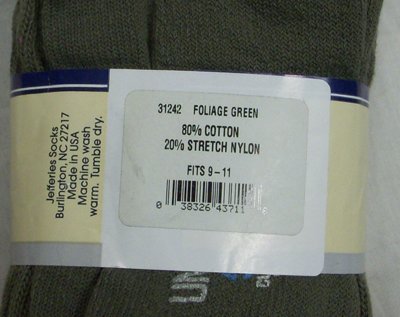 31242 FOLIAGE GREEN
80% COTTON
20% STRETCH NYLON
FITS 9-11
0 38326 43711
Jefferies Socks
Burlington, NC 27217
Made in USA
Machine wash
warm. Tumble dry.